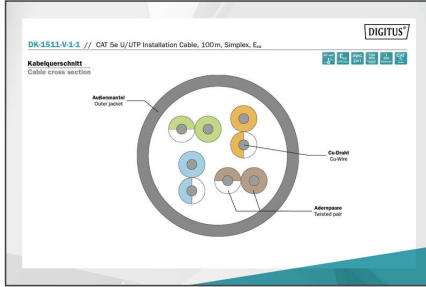 DIGITUS®
DK-1511-V-1-1 // CAT 5e U/UTP Installation Cable, 100m, Simplex, Eca
Kabelquerschnitt
Cable cross section
Außenmantel
Outer jacket
Cu-Draht
Cu-Wire
Adernpaare
Twisted pair